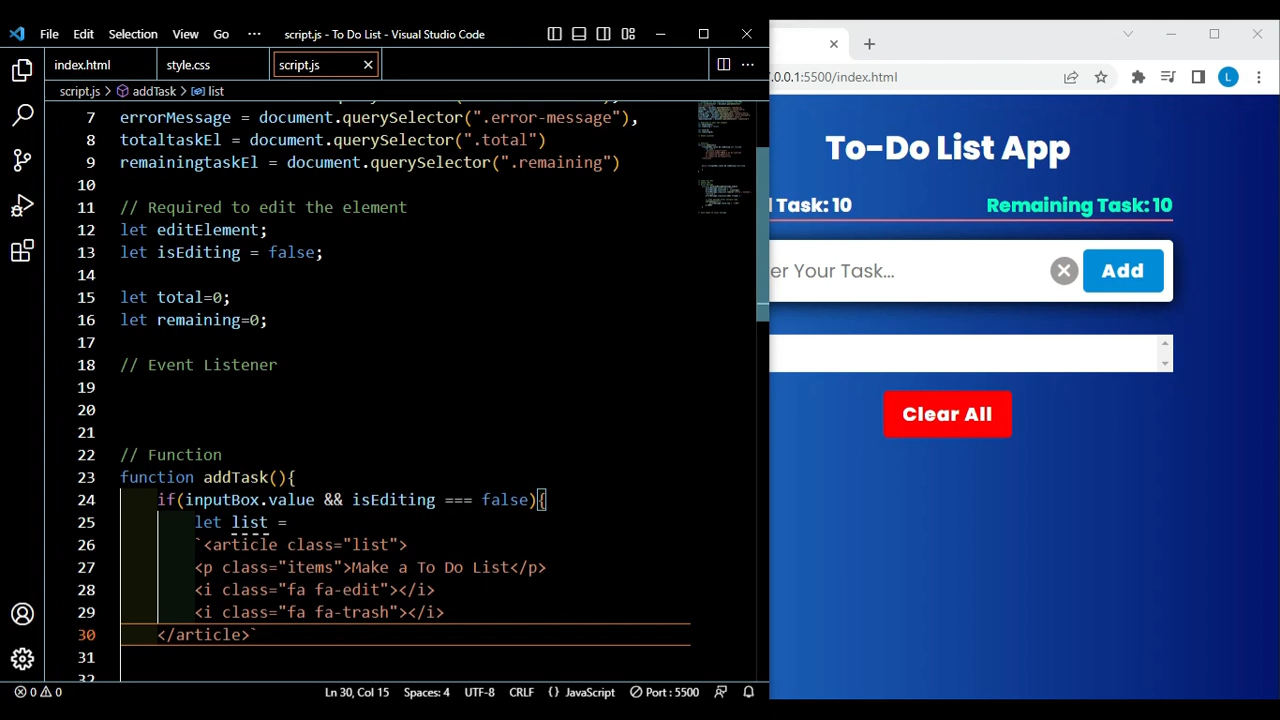 File Edit Selection View Go ··· script.js - To Do List - Visual Studio Code
index.html style.css script.js
script.js > addTask > list
7 errorMessage = document.querySelector(".error-message"),
8 totaltaskEl = document.querySelector(".total")
9 remainingtaskEl = document.querySelector(".remaining")
10
11 // Required to edit the element
12 let editElement;
13 let isEditing = false;
14
15 let total=0;
16 let remaining=0;
17
18 // Event Listener
19
20
21
22 // Function
23 function addTask(){
24 if(inputBox.value && isEditing === false){
25 let list =
26 `<article class="list">
27 <p class="items">Make a To Do List</p>
28 <i class="fa fa-edit"></i>
29 <i class="fa fa-trash"></i>
30 </article>`
31
32
0 0 Ln 30, Col 15 Spaces: 4 UTF-8 CRLF {} JavaScript Port : 5500
.0.0.1:5500/index.html
L
To-Do List App
Task: 10 Remaining Task: 10
er Your Task... Add
Clear All